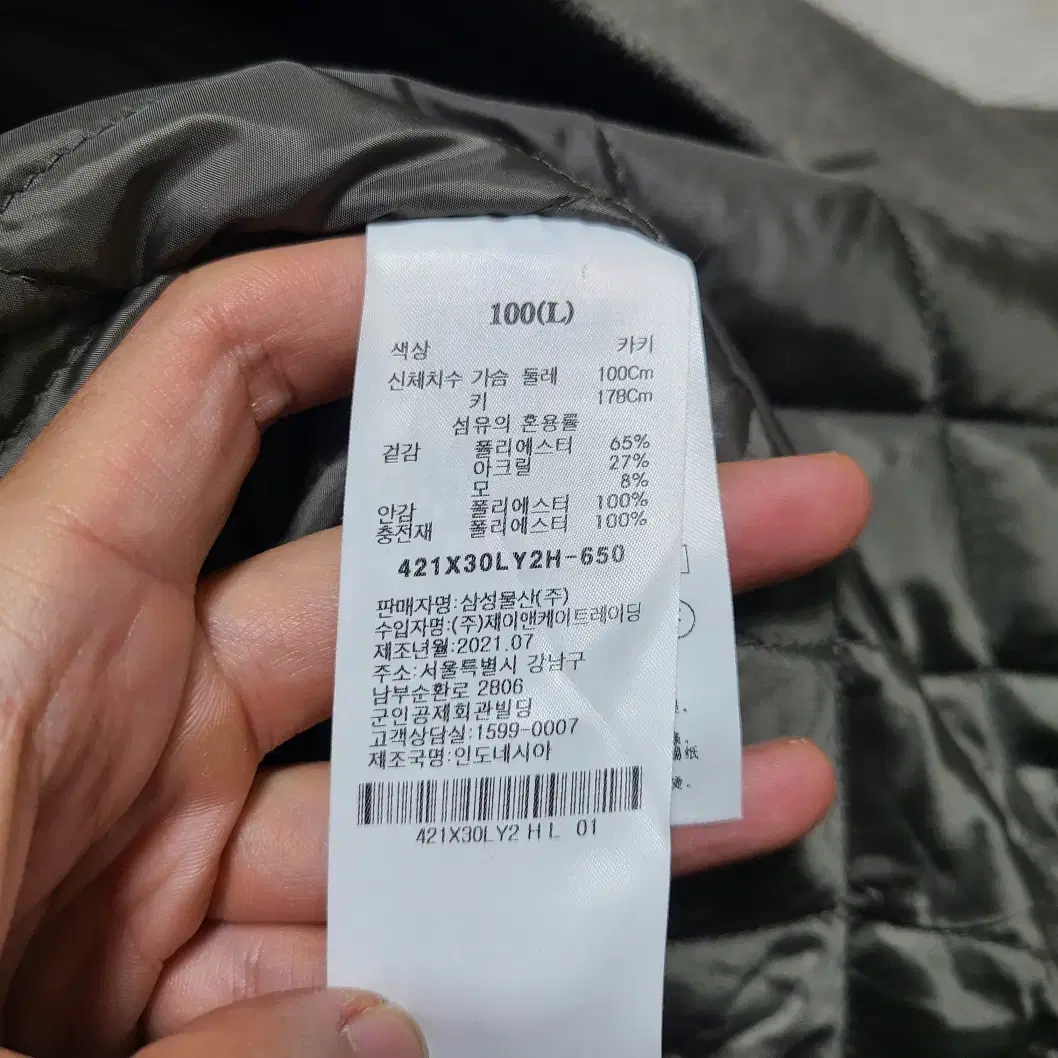 100(L)
색상 카키
신체치수 가슴 둘레 100Cm
키 178Cm
섬유의 혼용률
겉감 폴리에스터 65%
아크릴 27%
모 8%
안감 폴리에스터 100%
충전재 폴리에스터 100%
421X30LY2H-650
판매자명:삼성물산(주)
수입자명:(주)제이앤케이트레이딩
제조년월:2021.07
주소:서울특별시 강남구
남부순환로 2806
군인공제회관빌딩
고객상담실:1599-0007
제조국명:인도네시아
421X30LY2 H L 01